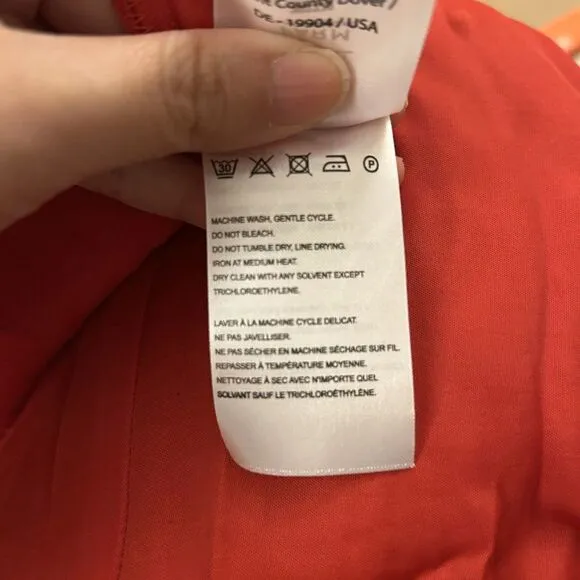 County Dover /
DE - 19904 / USA
30
P
MACHINE WASH, GENTLE CYCLE.
DO NOT BLEACH.
DO NOT TUMBLE DRY, LINE DRYING.
IRON AT MEDIUM HEAT.
DRY CLEAN WITH ANY SOLVENT EXCEPT
TRICHLOROETHYLENE.
LAVER À LA MACHINE CYCLE DELICAT.
NE PAS JAVELLISER.
NE PAS SÉCHER EN MACHINE SÉCHAGE SUR FIL.
REPASSER À TEMPÉRATURE MOYENNE.
NETTOYAGE À SEC AVEC N'IMPORTE QUEL
SOLVANT SAUF LE TRICHLOROÉTHYLÈNE.